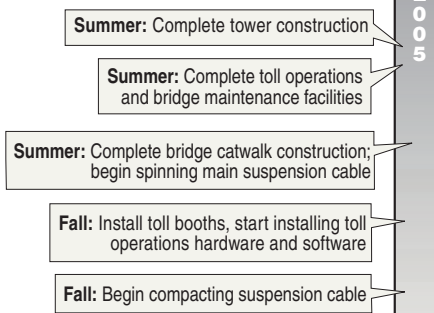 2005
Summer: Complete tower construction
Summer: Complete toll operations
and bridge maintenance facilities
Summer: Complete bridge catwalk construction;
begin spinning main suspension cable
Fall: Install toll booths, start installing toll
operations hardware and software
Fall: Begin compacting suspension cable